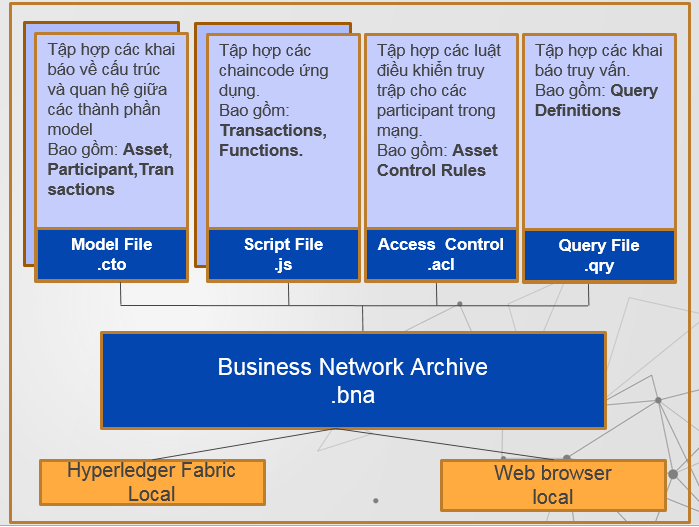 Tập hợp các khai
báo về cấu trúc
và quan hệ giữa
các thành phần
model
Bao gồm: Asset,
Participant,Tran
sactions
Model File
.cto
Tập hợp các
chaincode ứng
dụng.
Bao gồm:
Transactions,
Functions.
Script File
.js
Tập hợp các luật
điều khiển truy
trập cho các
participant trong
mạng.
Bao gồm: Asset
Control Rules
Access Control
.acl
Tập hợp các khai
báo truy vấn.
Bao gồm: Query
Definitions
Query File
.qry
Business Network Archive
.bna
Hyperledger Fabric
Local
Web browser
local